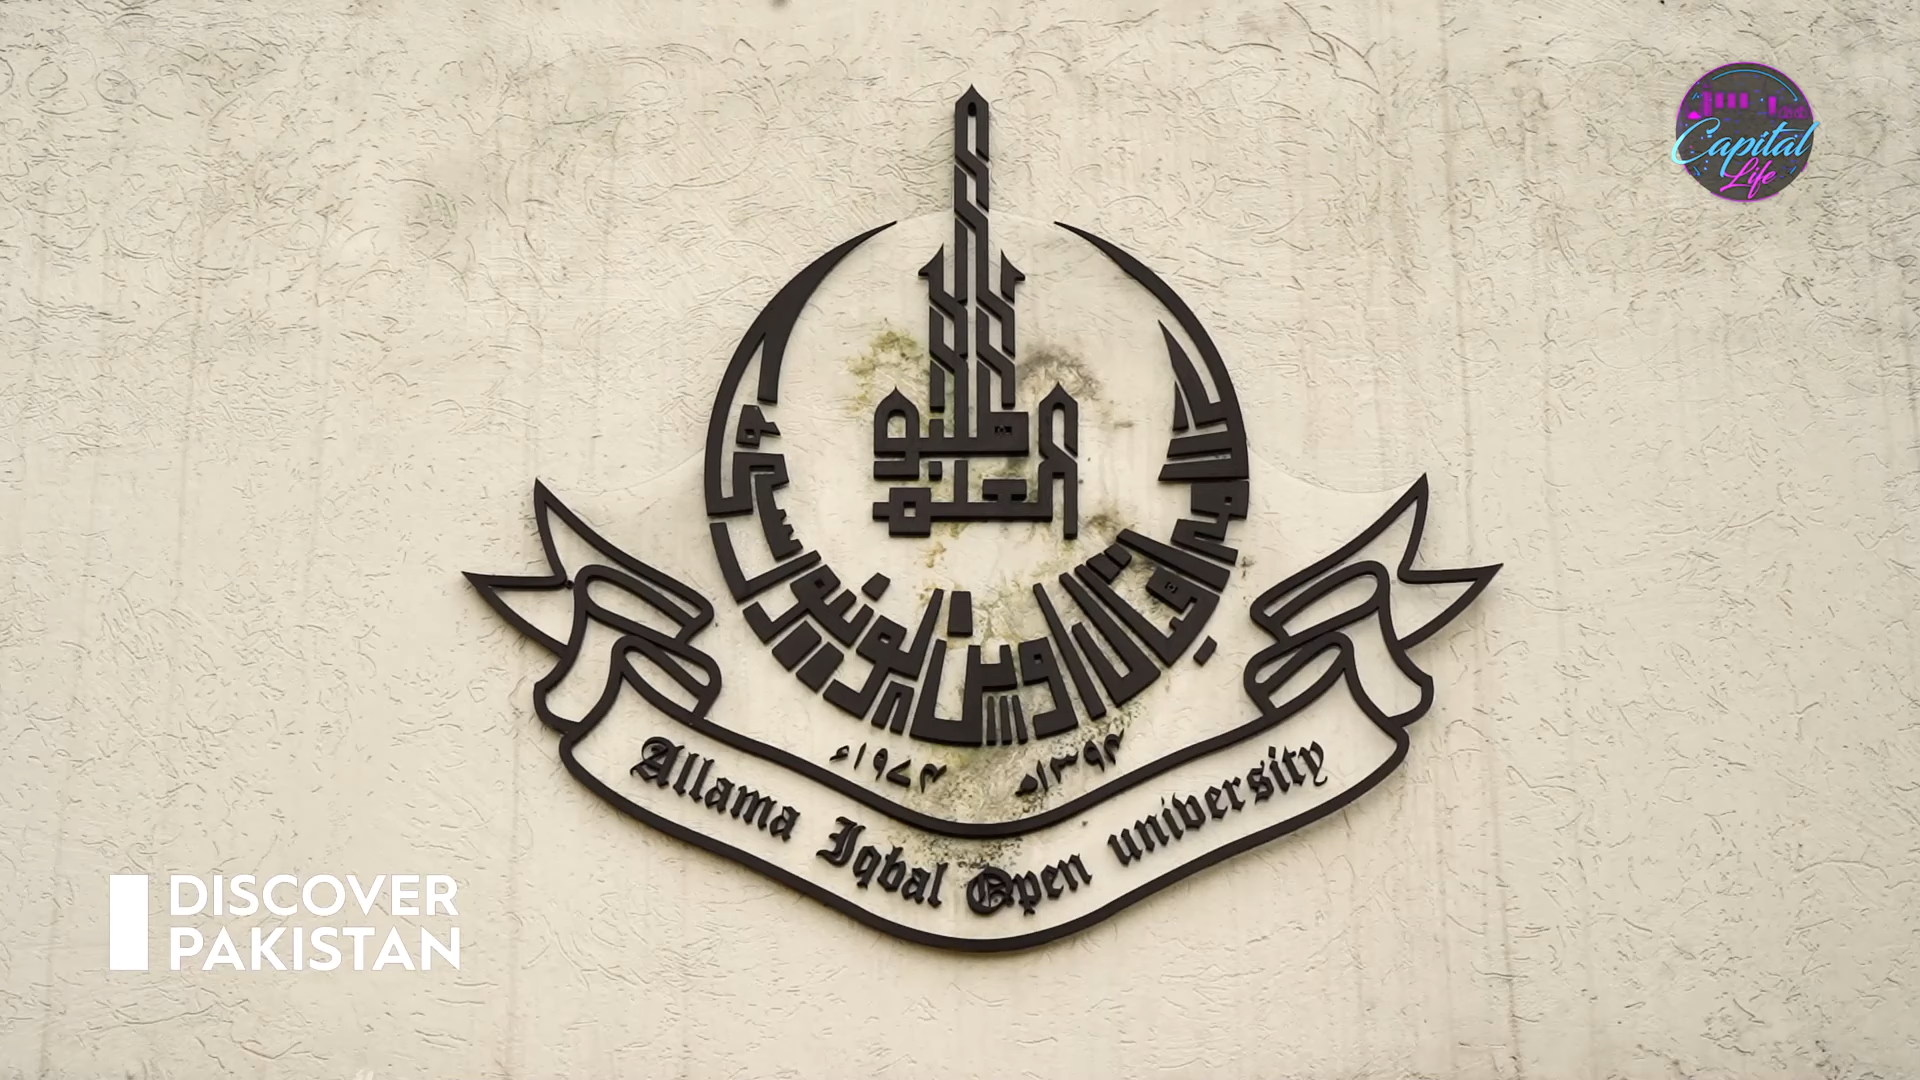 Capital
Life
اطلبوا
العلم
علامہ اقبال اوپن یونیورسٹی
۱۹۷۴ء ۱۳۹۴ھ
Allama Iqbal Open university
DISCOVER
PAKISTAN